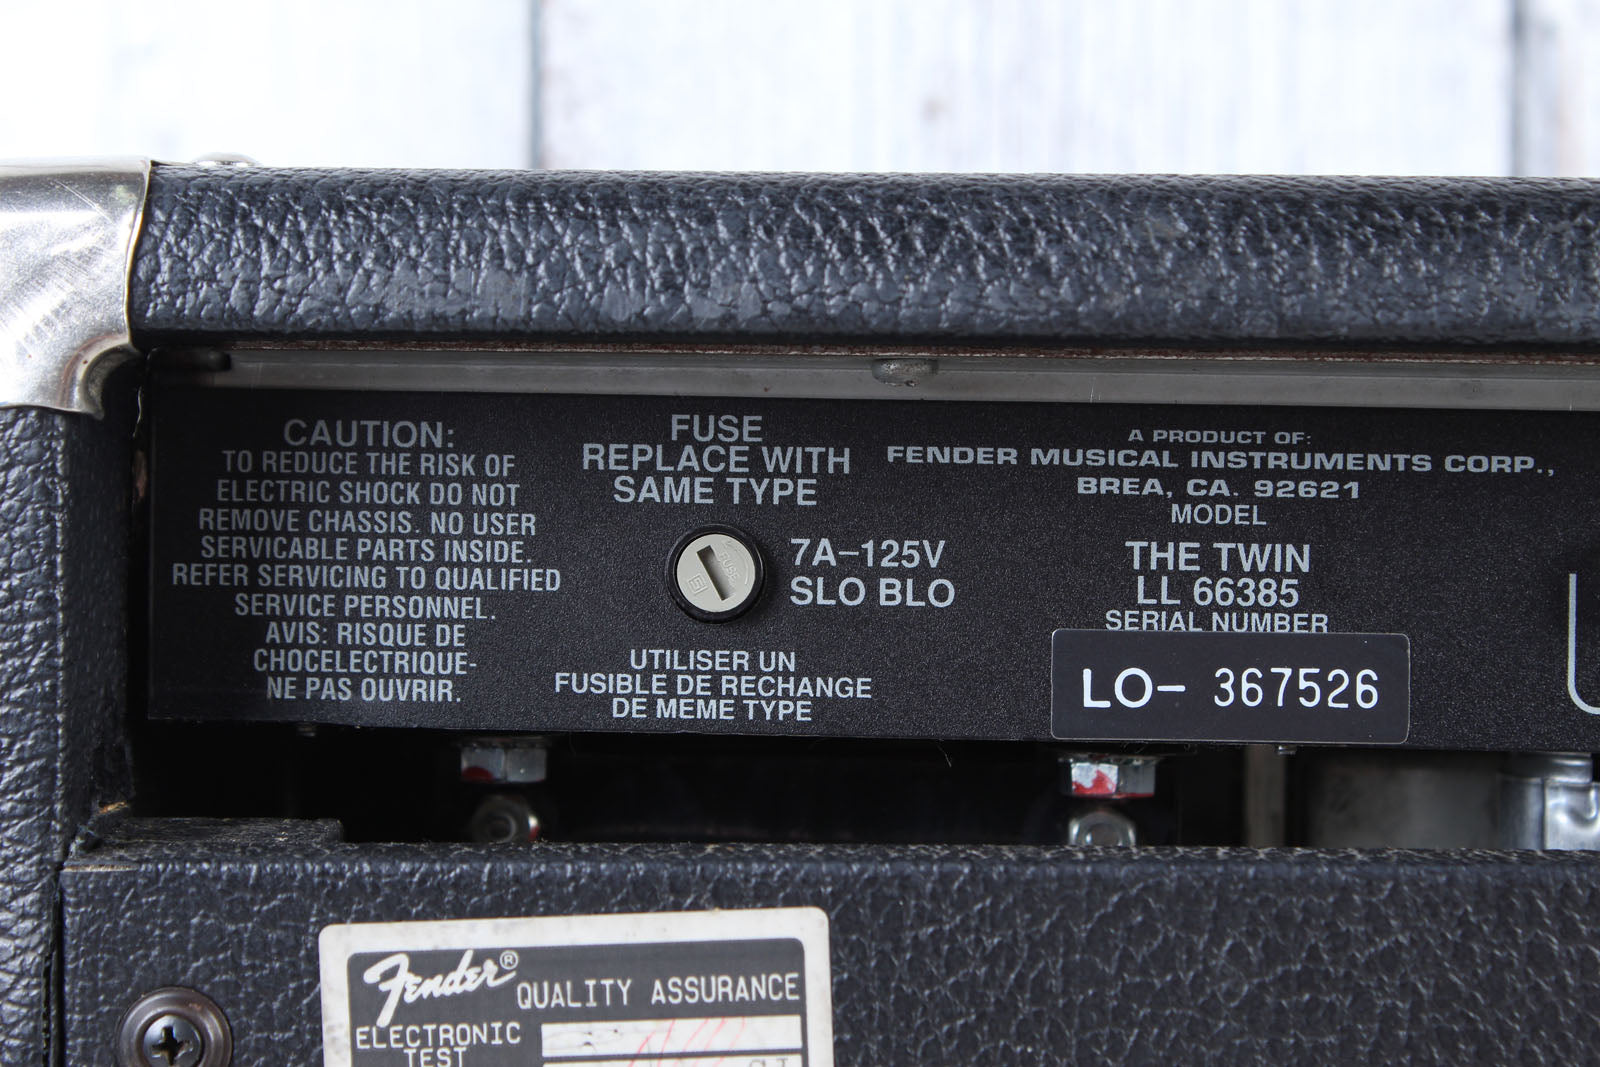 CAUTION:
TO REDUCE THE RISK OF
ELECTRIC SHOCK DO NOT
REMOVE CHASSIS. NO USER
SERVICABLE PARTS INSIDE.
REFER SERVICING TO QUALIFIED
SERVICE PERSONNEL.
AVIS: RISQUE DE
CHOCELECTRIQUE-
NE PAS OUVRIR.
FUSE
REPLACE WITH
SAME TYPE
FUSE
7A-125V
SLO BLO
UTILISER UN
FUSIBLE DE RECHANGE
DE MEME TYPE
A PRODUCT OF:
FENDER MUSICAL INSTRUMENTS CORP.,
BREA, CA. 92621
MODEL
THE TWIN
LL 66385
SERIAL NUMBER
LO- 367526
Fender® QUALITY ASSURANCE
ELECTRONIC
TEST